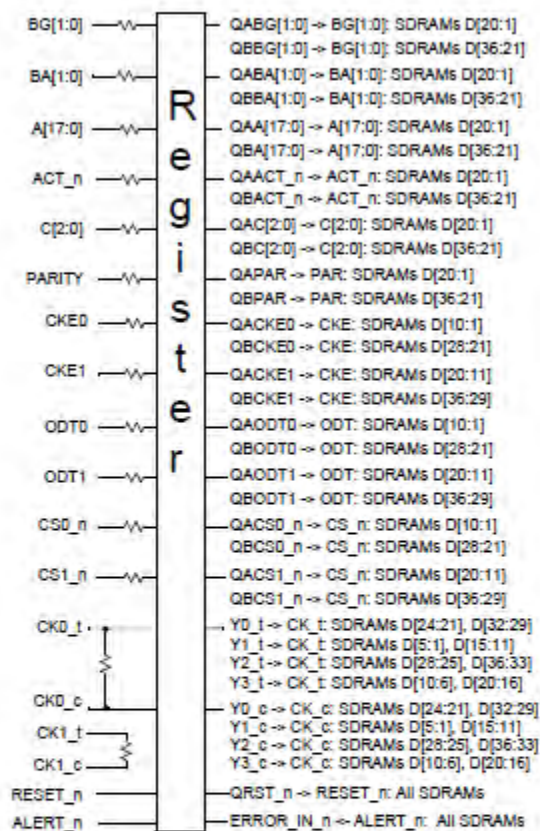 BG[1:0]
QABG[1:0] -> BG[1:0]: SDRAMs D[20:1]
QBBG[1:0] -> BG[1:0]: SDRAMs D[36:21]
BA[1:0]
QABA[1:0] -> BA[1:0]: SDRAMs D[20:1]
QBBA[1:0] -> BA[1:0]: SDRAMs D[36:21]
A[17:0]
QAA[17:0] -> A[17:0]: SDRAMs D[20:1]
QBA[17:0] -> A[17:0]: SDRAMs D[36:21]
ACT_n
QAACT_n -> ACT_n: SDRAMs D[20:1]
QBACT_n -> ACT_n: SDRAMs D[36:21]
C[2:0]
QAC[2:0] -> C[2:0]: SDRAMs D[20:1]
QBC[2:0] -> C[2:0]: SDRAMs D[36:21]
PARITY
QAPAR -> PAR: SDRAMs D[20:1]
QBPAR -> PAR: SDRAMs D[36:21]
CKE0
QACKE0 -> CKE: SDRAMs D[10:1]
QBCKE0 -> CKE: SDRAMs D[28:21]
CKE1
QACKE1 -> CKE: SDRAMs D[20:11]
QBCKE1 -> CKE: SDRAMs D[36:29]
ODT0
QAODT0 -> ODT: SDRAMs D[10:1]
QBODT0 -> ODT: SDRAMs D[28:21]
ODT1
QAODT1 -> ODT: SDRAMs D[20:11]
QBODT1 -> ODT: SDRAMs D[36:29]
CS0_n
QACS0_n -> CS_n: SDRAMs D[10:1]
QBCS0_n -> CS_n: SDRAMs D[28:21]
CS1_n
QACS1_n -> CS_n: SDRAMs D[20:11]
QBCS1_n -> CS_n: SDRAMs D[36:29]
CK0_t
Y0_t -> CK_t: SDRAMs D[24:21], D[32:29]
Y1_t -> CK_t: SDRAMs D[5:1], D[15:11]
Y2_t -> CK_t: SDRAMs D[28:25], D[36:33]
Y3_t -> CK_t: SDRAMs D[10:6], D[20:16]
CK0_c
Y0_c -> CK_c: SDRAMs D[24:21], D[32:29]
Y1_c -> CK_c: SDRAMs D[5:1], D[15:11]
Y2_c -> CK_c: SDRAMs D[28:25], D[36:33]
Y3_c -> CK_c: SDRAMs D[10:6], D[20:16]
CK1_t
CK1_c
RESET_n
QRST_n -> RESET_n: All SDRAMs
ALERT_n
ERROR_IN_n <- ALERT_n: All SDRAMs
Register